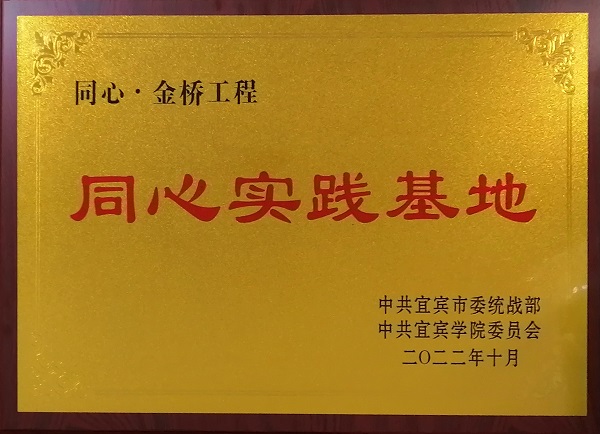 同心·金桥工程
同心实践基地
中共宜宾市委统战部
中共宜宾学院委员会
二〇二二年十月